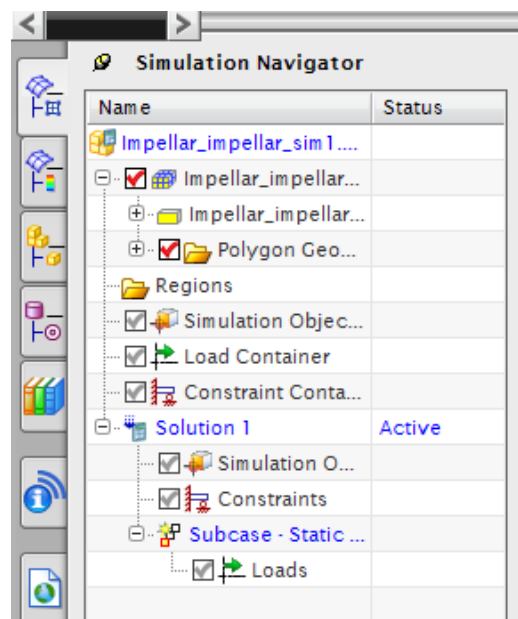 Simulation Navigator
Name Status
Impellar_impellar_sim1....
Impellar_impellar...
Impellar_impellar...
Polygon Geo...
Regions
Simulation Objec...
Load Container
Constraint Conta...
Solution 1 Active
Simulation O...
Constraints
Subcase - Static ...
Loads